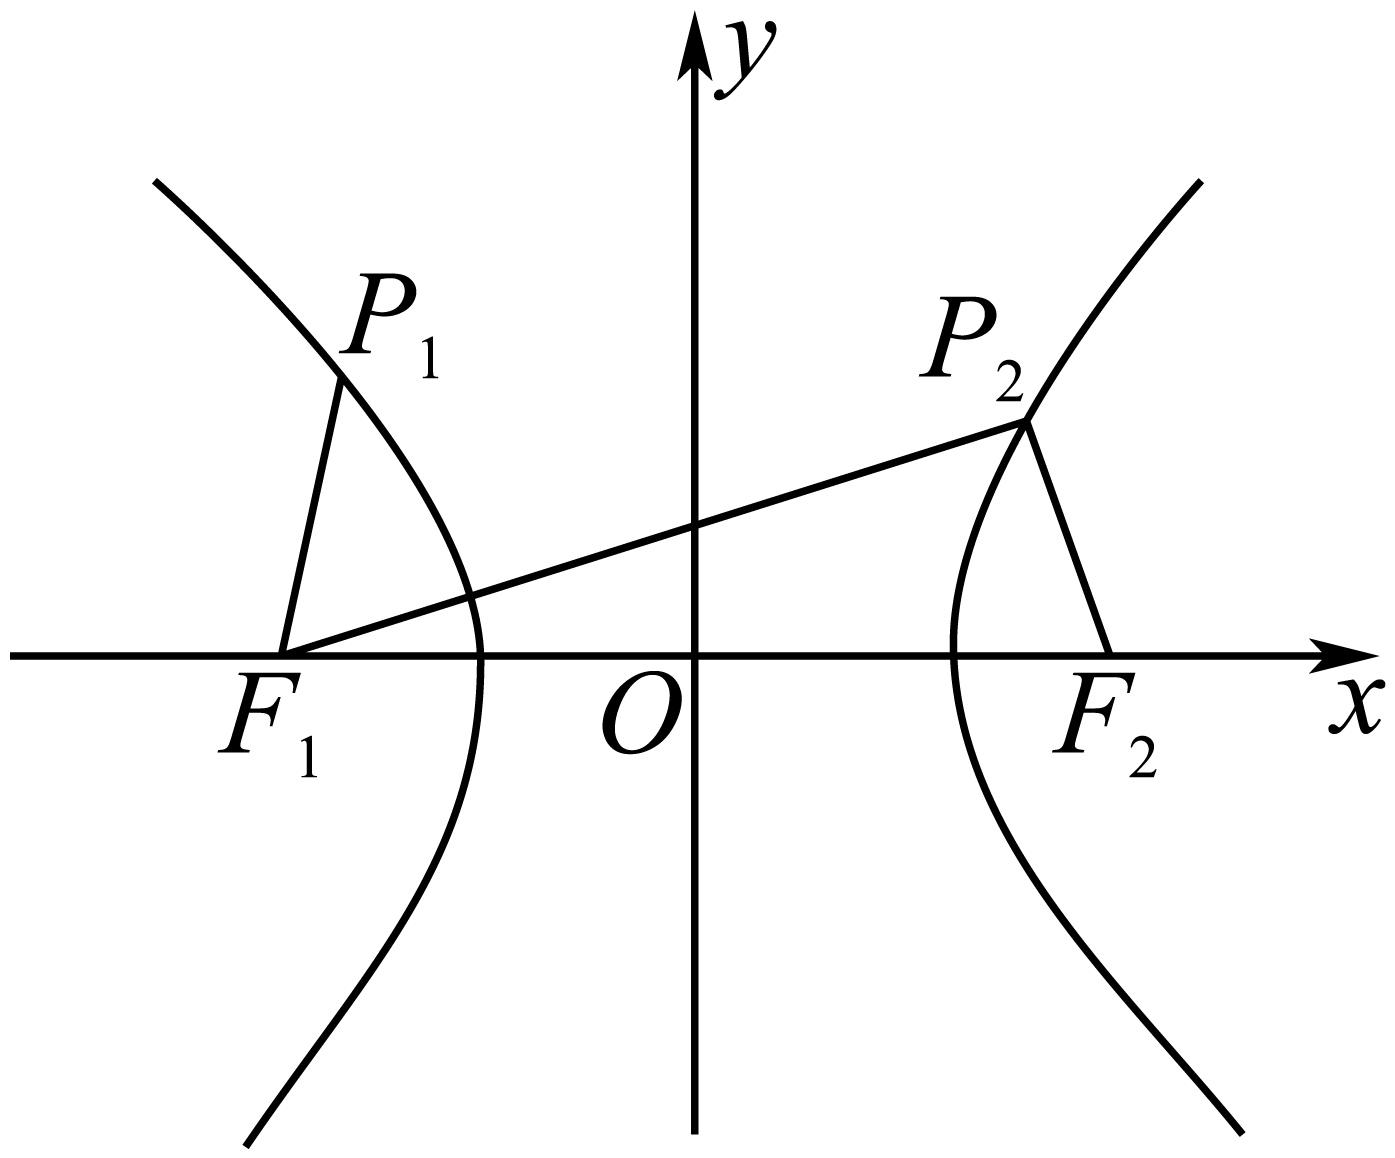 y
P₁
P₂
F₁ O F₂ x